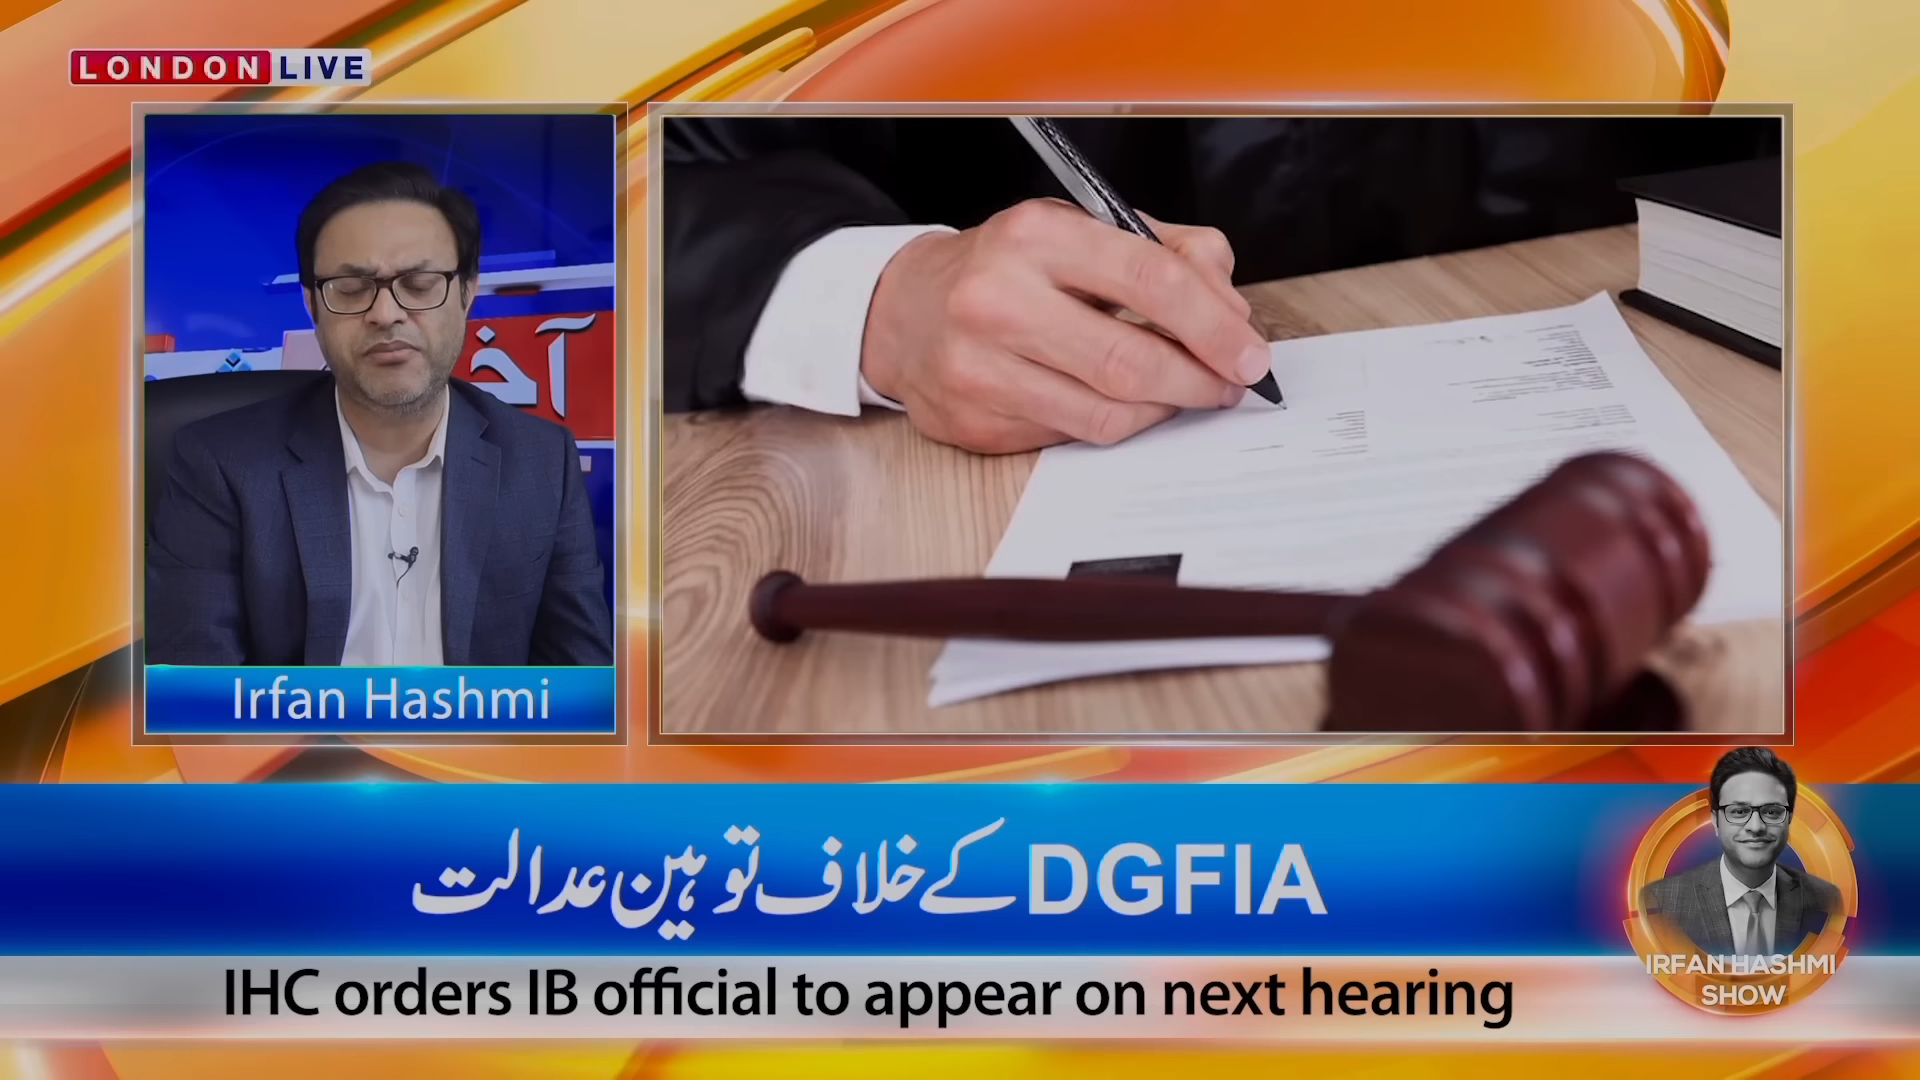 LONDON LIVE
آخ
Irfan Hashmi
DGFIA کے خلاف توہین عدالت
IHC orders IB official to appear on next hearing
IRFAN HASHMI
SHOW